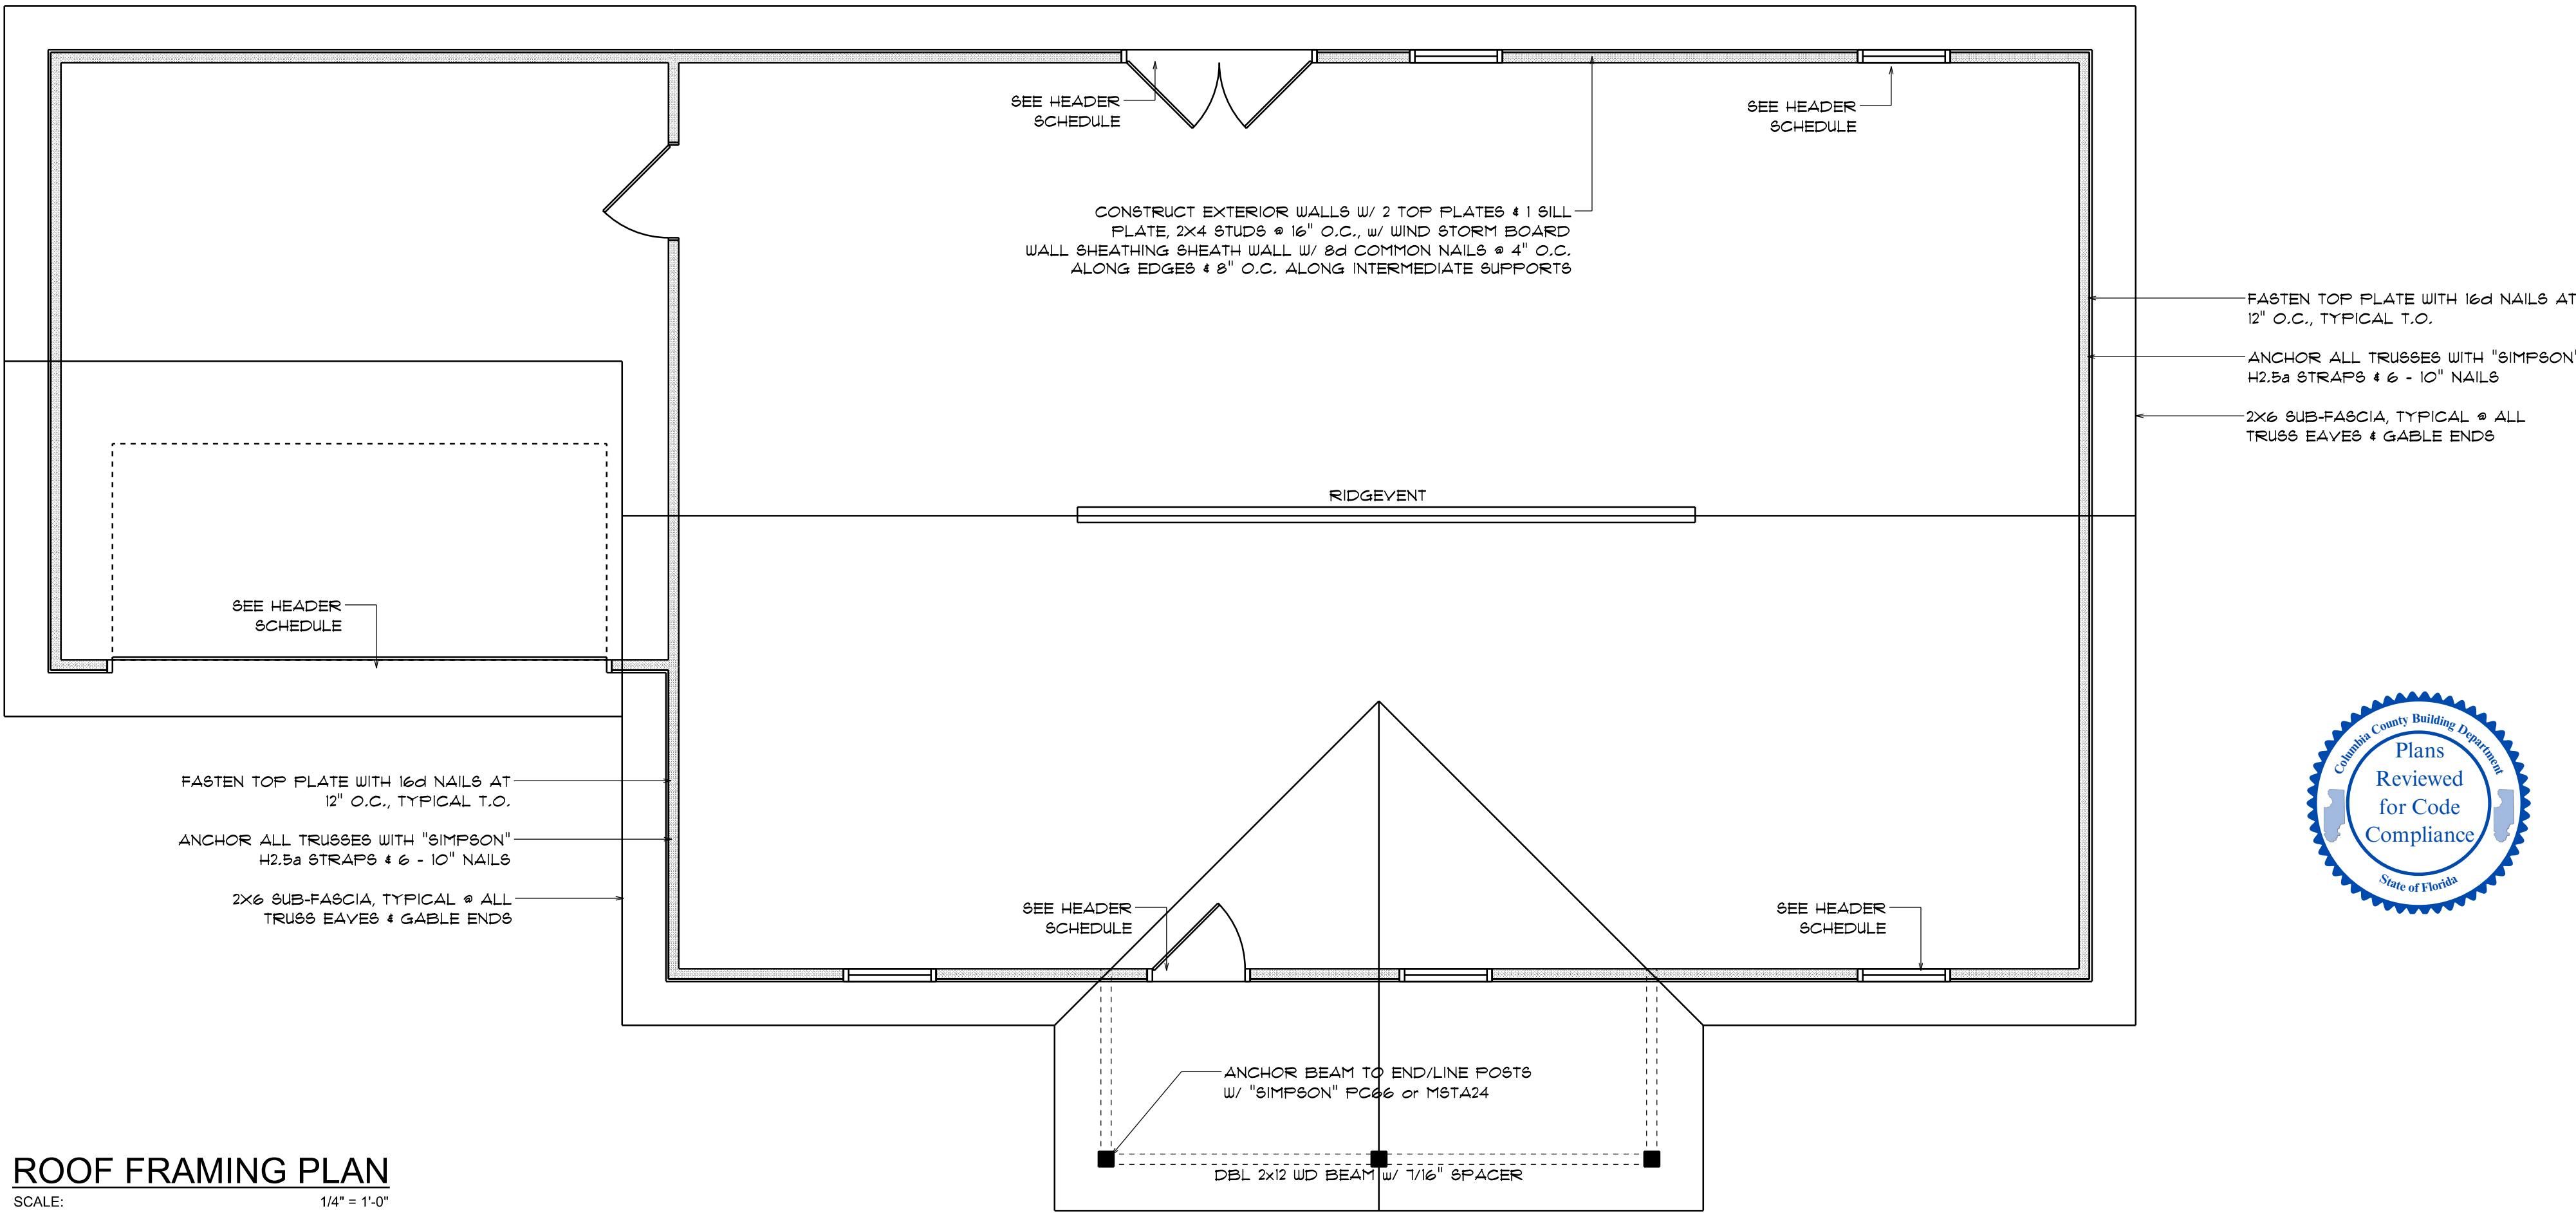 SEE HEADER
SCHEDULE
SEE HEADER
SCHEDULE
CONSTRUCT EXTERIOR WALLS W/ 2 TOP PLATES & 1 SILL
PLATE, 2X4 STUDS @ 16" O.C., w/ WIND STORM BOARD
WALL SHEATHING SHEATH WALL W/ 8d COMMON NAILS @ 4" O.C.
ALONG EDGES & 8" O.C. ALONG INTERMEDIATE SUPPORTS
FASTEN TOP PLATE WITH 16d NAILS AT
12" O.C., TYPICAL T.O.
ANCHOR ALL TRUSSES WITH "SIMPSON"
H2.5a STRAPS & 6 - 10" NAILS
2X6 SUB-FASCIA, TYPICAL @ ALL
TRUSS EAVES & GABLE ENDS
RIDGEVENT
SEE HEADER
SCHEDULE
FASTEN TOP PLATE WITH 16d NAILS AT
12" O.C., TYPICAL T.O.
ANCHOR ALL TRUSSES WITH "SIMPSON"
H2.5a STRAPS & 6 - 10" NAILS
2X6 SUB-FASCIA, TYPICAL @ ALL
TRUSS EAVES & GABLE ENDS
Columbia County Building Department
Plans
Reviewed
for Code
Compliance
State of Florida
SEE HEADER
SCHEDULE
SEE HEADER
SCHEDULE
ANCHOR BEAM TO END/LINE POSTS
W/ "SIMPSON" PC66 or MSTA24
DBL 2x12 WD BEAM w/ 7/16" SPACER
ROOF FRAMING PLAN
SCALE: 1/4" = 1'-0"